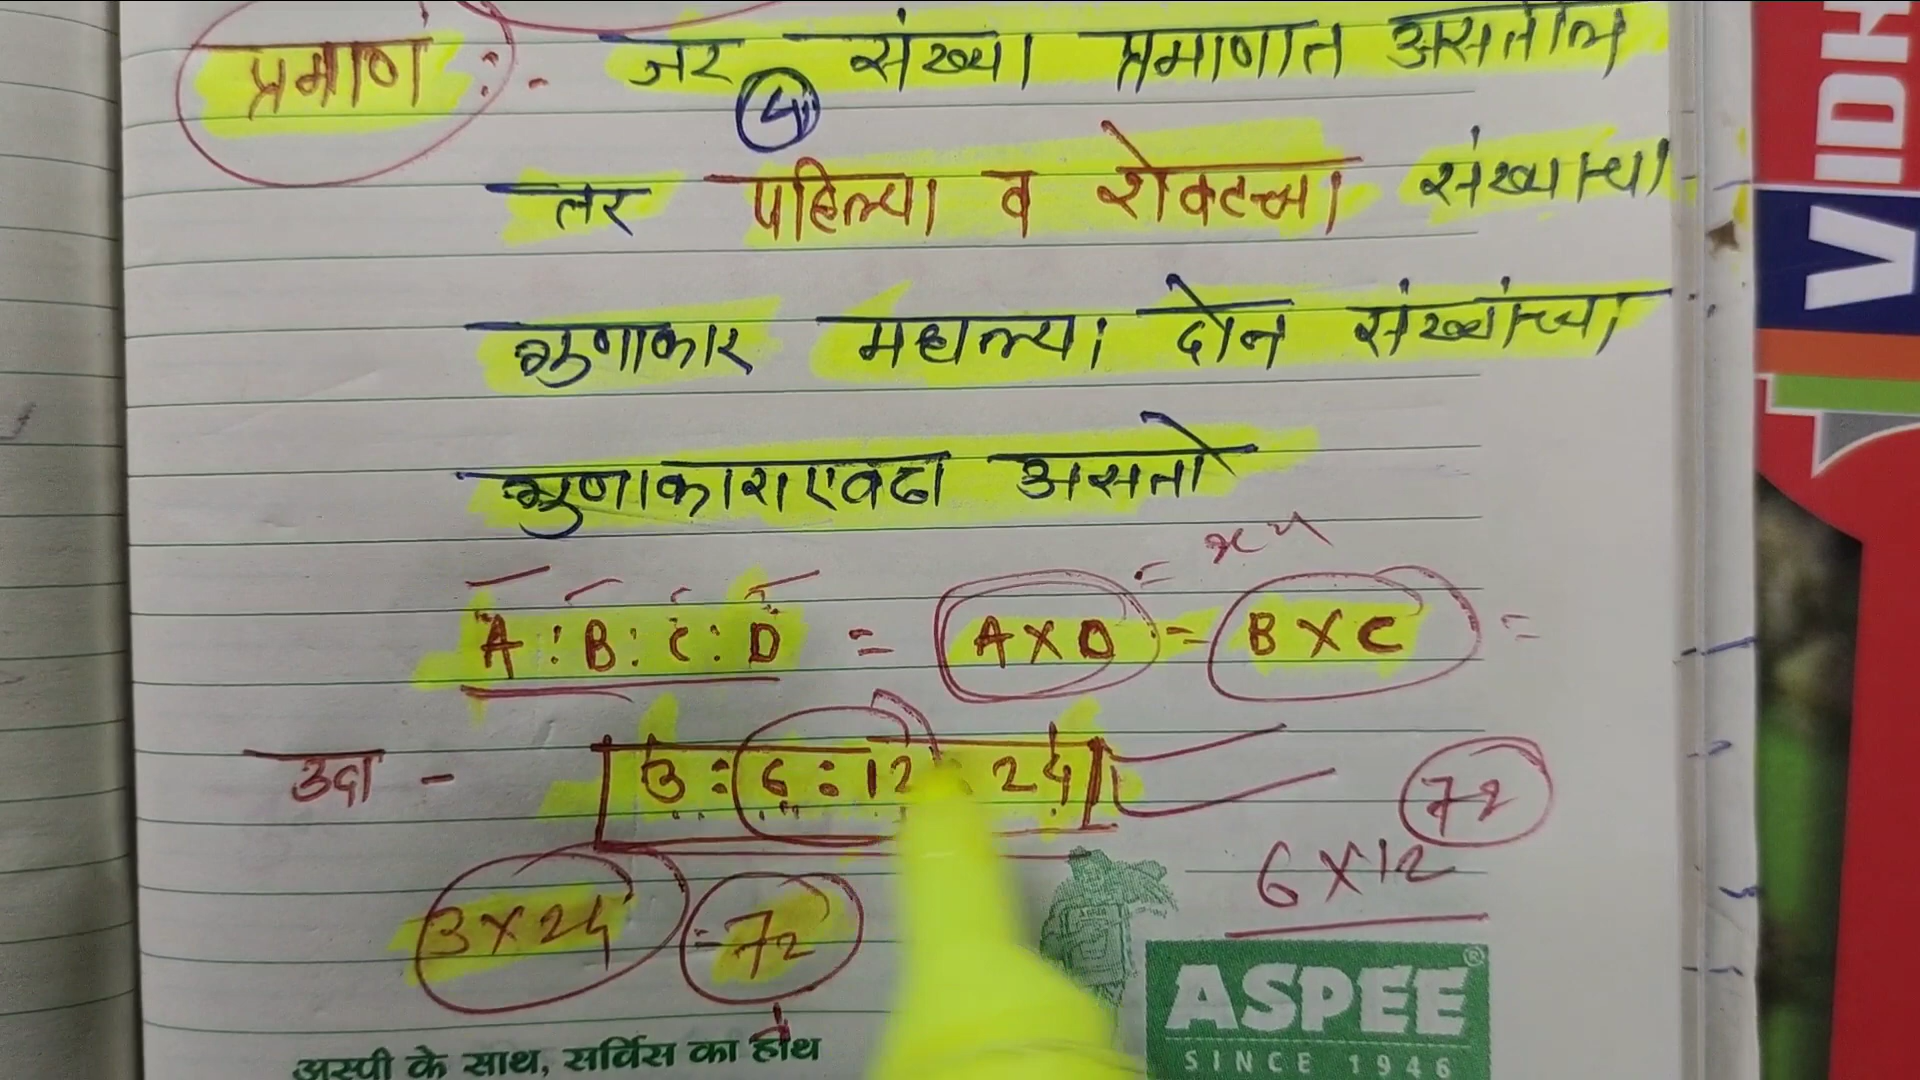 प्रमाण :- जर ④ संख्या प्रमाणात असतील
तर पहिल्या व शेवटच्या संख्याचा
गुणाकार मधल्या दोन संख्यांच्या
गुणाकाराएवढा असतो
A : B : C : D = A X D = B X C =
उदा - 3 : 6 : 12 : 24
72
6 X 12
3 X 24 = 72
ASPEE®
SINCE 1946
अस्पी के साथ, सर्विस का हाथ
VIDH
V